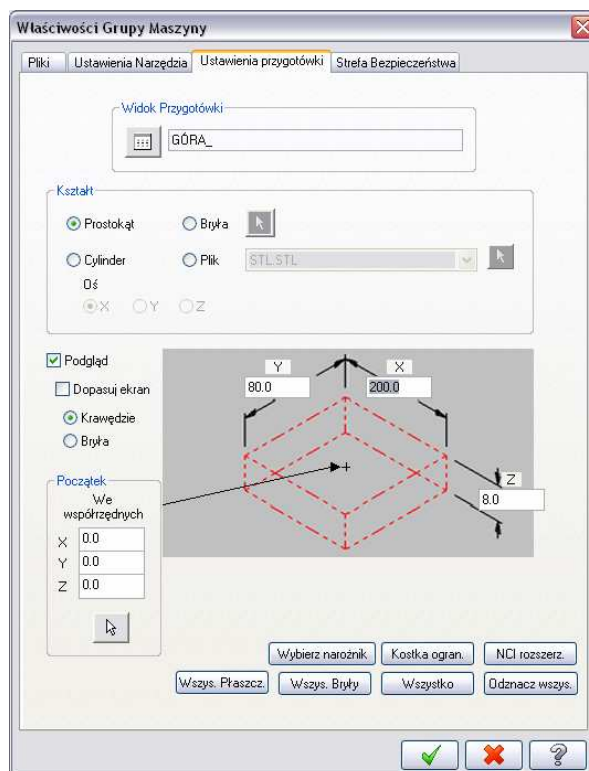 Właściwości Grupy Maszyny
Pliki Ustawienia Narzędzia Ustawienia przygotówki Strefa Bezpieczeństwa
Widok Przygotówki
GÓRA_
Kształt
Prostokąt Bryła
Cylinder Plik STL.STL
Oś
X Y Z
Podgląd
Dopasuj ekran
Krawędzie
Bryła
Y X
80.0 200.0
Z
8.0
Początek
We
współrzędnych
X 0.0
Y 0.0
Z 0.0
Wybierz narożnik Kostka ogran. NCI rozszerz.
Wszys. Płaszcz. Wszys. Bryły Wszystko Odznacz wszys.